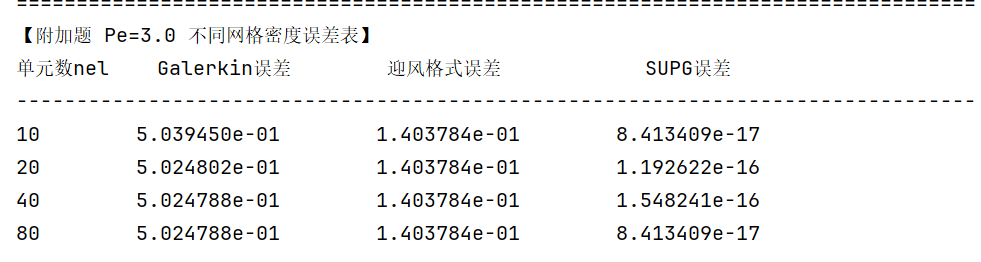 ================================================================================
【附加题 Pe=3.0 不同网格密度误差表】
单元数nel    Galerkin误差        迎风格式误差            SUPG误差
--------------------------------------------------------------------------------
10        5.039450e-01        1.403784e-01        8.413409e-17
20        5.024802e-01        1.403784e-01        1.192622e-16
40        5.024788e-01        1.403784e-01        1.548241e-16
80        5.024788e-01        1.403784e-01        8.413409e-17